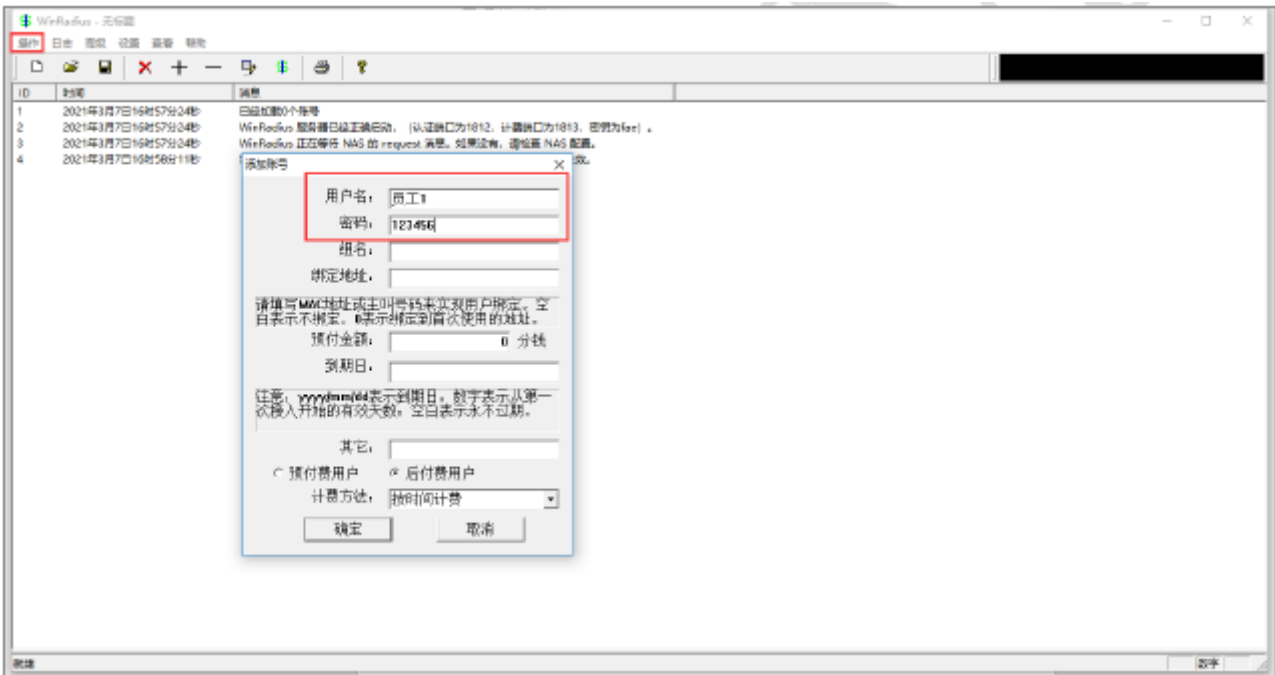 WinRadius - 无标题
操作 日志 高级 设置 查看 帮助
ID 时间 消息
1 2021年3月7日16时57分24秒 已经加载0个账号
2 2021年3月7日16时57分24秒 WinRadius 服务器已经正确启动, (认证端口为1812, 计费端口为1813, 密钥为fae) 。
3 2021年3月7日16时57分24秒 WinRadius 正在等待 NAS 的 request 消息。如果没有, 请检查 NAS 配置。
4 2021年3月7日16时58分11秒 效。
添加账号
用户名: 员工1
密码: 123456
组名:
绑定地址:
请填写MAC地址或主叫号码来实现用户绑定。空
白表示不绑定。0表示绑定到首次使用的地址。
预付金额: 0 分钱
到期日:
注意: yyyy/mm/dd表示到期日。数字表示从第一
次接入开始的有效天数。空白表示永不过期。
其它:
预付费用户 后付费用户
计费方法: 按时间计费
确定 取消
就绪 数字